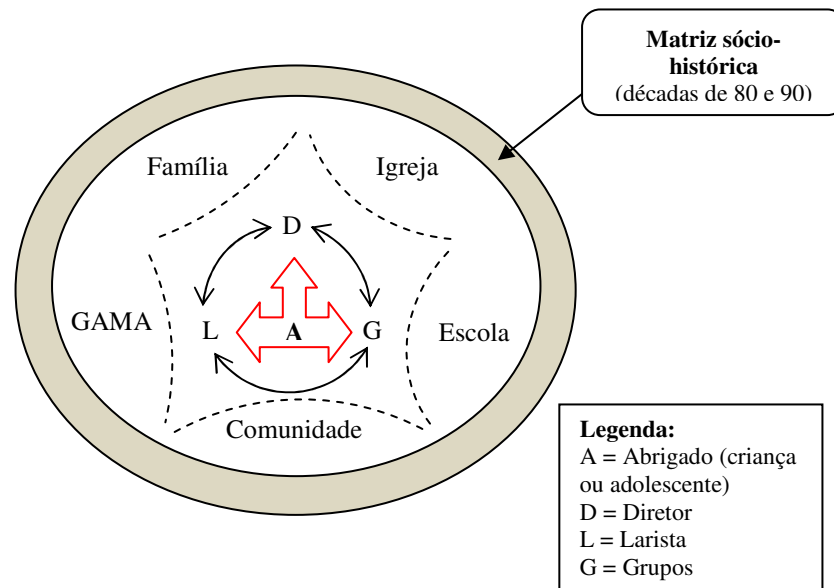 Matriz sócio-
histórica
(décadas de 80 e 90)
Família
Igreja
D
GAMA
L
A
G
Escola
Comunidade
Legenda:
A = Abrigado (criança
ou adolescente)
D = Diretor
L = Larista
G = Grupos